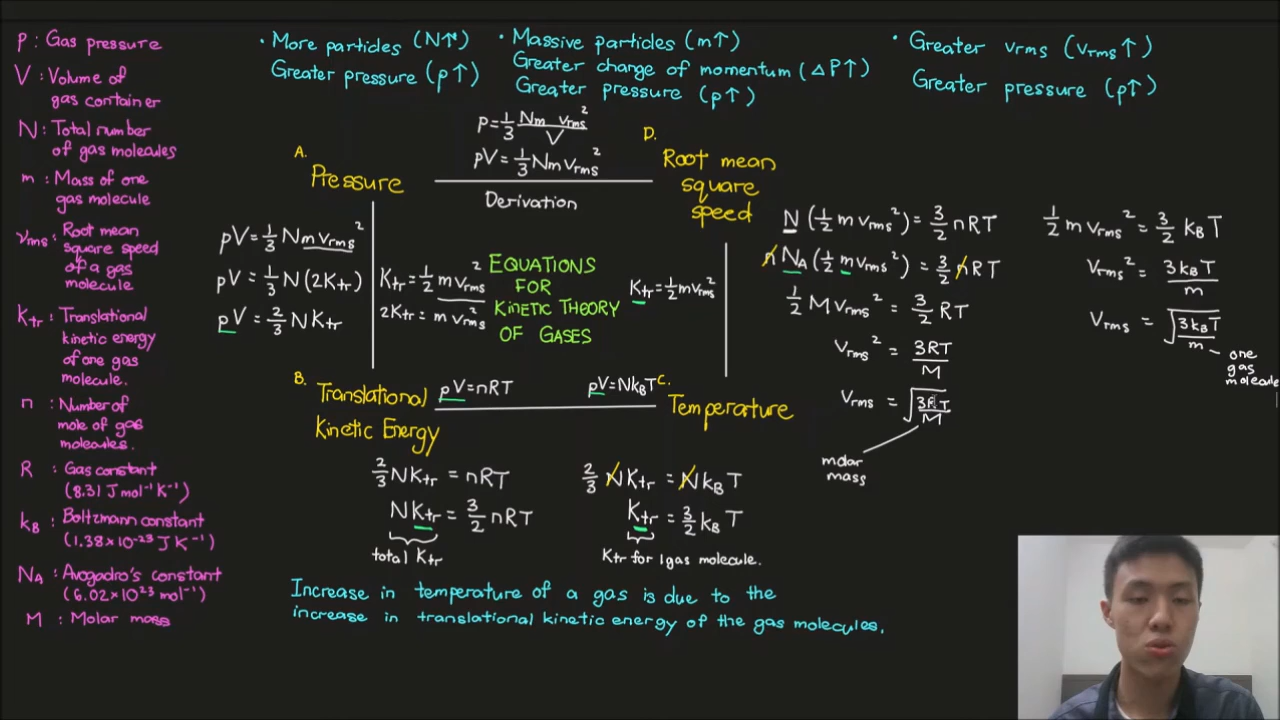 P : Gas pressure
V : Volume of
gas container
N : Total number
of gas molecules
m : Mass of one
gas molecule
vrms : Root mean
square speed
of a gas
molecule
Ktr : Translational
kinetic energy
of one gas
molecule.
n : Number of
mole of gas
molecules.
R : Gas constant
(8.31 J mol⁻¹ K⁻¹)
kB : Boltzmann constant
(1.38×10⁻²³ J K⁻¹)
NA : Avogadro's constant
(6.02×10²³ mol⁻¹)
M : Molar mass
• More particles (N↑)
Greater pressure (p↑)
• Massive particles (m↑)
Greater change of momentum (ΔP↑)
Greater pressure (p↑)
• Greater vrms (vrms↑)
Greater pressure (p↑)
P = 1/3 Nm vrms²/V
pV = 1/3 Nm vrms²
Derivation
A.
Pressure
pV = 1/3 N m vrms²
pV = 1/3 N (2Ktr)
pV = 2/3 N Ktr
Ktr = 1/2 m vrms²
2Ktr = m vrms²
EQUATIONS
FOR
KINETIC THEORY
OF GASES
Ktr = 1/2 m vrms²
D.
Root mean
square
speed
B.
Translational
Kinetic Energy
pV = nRT
pV = NkBT
C.
Temperature
2/3 N Ktr = nRT
N Ktr = 3/2 nRT
total Ktr
2/3 N Ktr = N kB T
Ktr = 3/2 kB T
Ktr for 1 gas molecule.
N (1/2 m vrms²) = 3/2 nRT
n NA (1/2 m vrms²) = 3/2 n RT
1/2 M vrms² = 3/2 RT
vrms² = 3RT/M
vrms = √(3RT/M)
molar
mass
1/2 m vrms² = 3/2 kB T
vrms² = 3kBT/m
vrms = √(3kBT/m)
one
gas
molecule
Increase in temperature of a gas is due to the
increase in translational kinetic energy of the gas molecules.